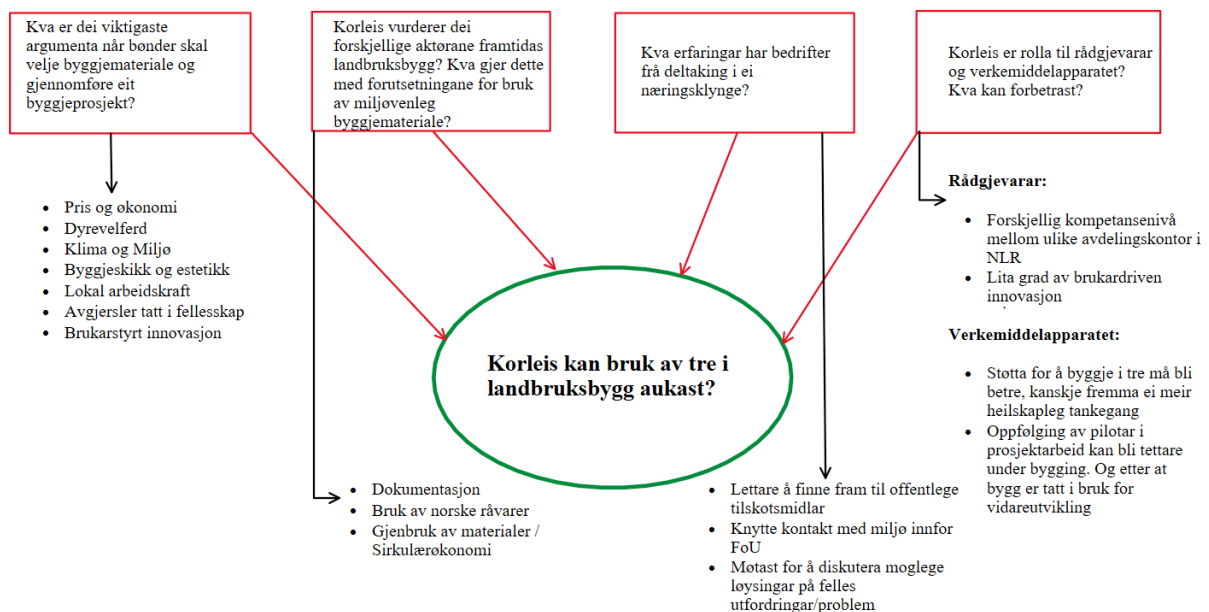 Kva er dei viktigaste
argumenta når bønder skal
velje byggjemateriale og
gjennomføre eit
byggjeprosjekt?
Korleis vurderer dei
forskjellige aktørane framtidas
landbruksbygg? Kva gjer dette
med forutsetningane for bruk
av miljøvenleg
byggjemateriale?
Kva erfaringar har bedrifter
frå deltaking i ei
næringsklynge?
Korleis er rolla til rådgjevarar
og verkemiddelapparatet?
Kva kan forbetrast?
• Pris og økonomi
• Dyrevelferd
• Klima og Miljø
• Byggjeskikk og estetikk
• Lokal arbeidskraft
• Avgjersler tatt i fellesskap
• Brukarstyrt innovasjon
Korleis kan bruk av tre i
landbruksbygg aukast?
• Dokumentasjon
• Bruk av norske råvarer
• Gjenbruk av materialer /
Sirkulærøkonomi
• Lettare å finne fram til offentlege
tilskotsmidlar
• Knytte kontakt med miljø innfor
FoU
• Møtast for å diskutera moglege
løysingar på felles
utfordringar/problem
Rådgjevarar:
• Forskjellig kompetansenivå
mellom ulike avdelingskontor i
NLR
• Lita grad av brukardriven
innovasjon
Verkemiddelapparatet:
• Støtta for å byggje i tre må bli
betre, kanskje fremma ei meir
heilskapleg tankegang
• Oppfølging av pilotar i
prosjektarbeid kan bli tettare
under bygging. Og etter at
bygg er tatt i bruk for
vidareutvikling